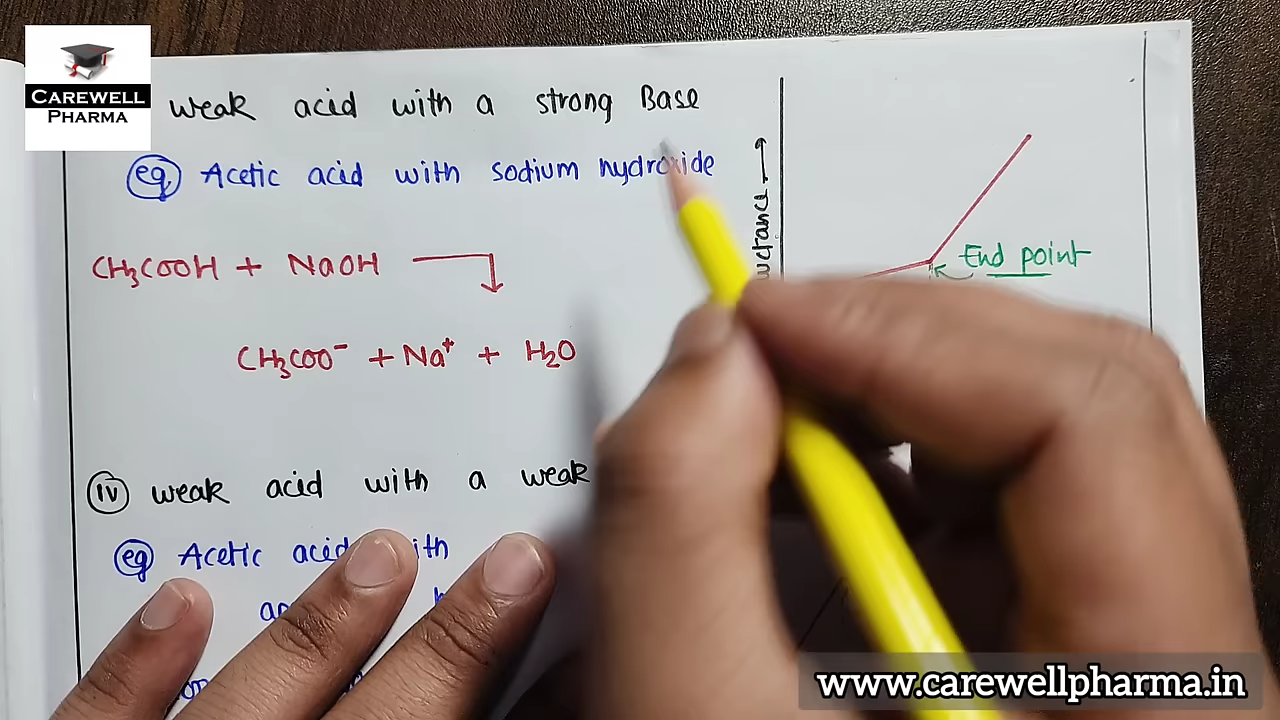 CAREWELL
PHARMA
weak acid with a strong Base
eg Acetic acid with sodium hydroxide
CH3COOH + NaOH
CH3COO⁻ + Na⁺ + H2O
End point
iv weak acid with a weak
eg Acetic acid
www.carewellpharma.in